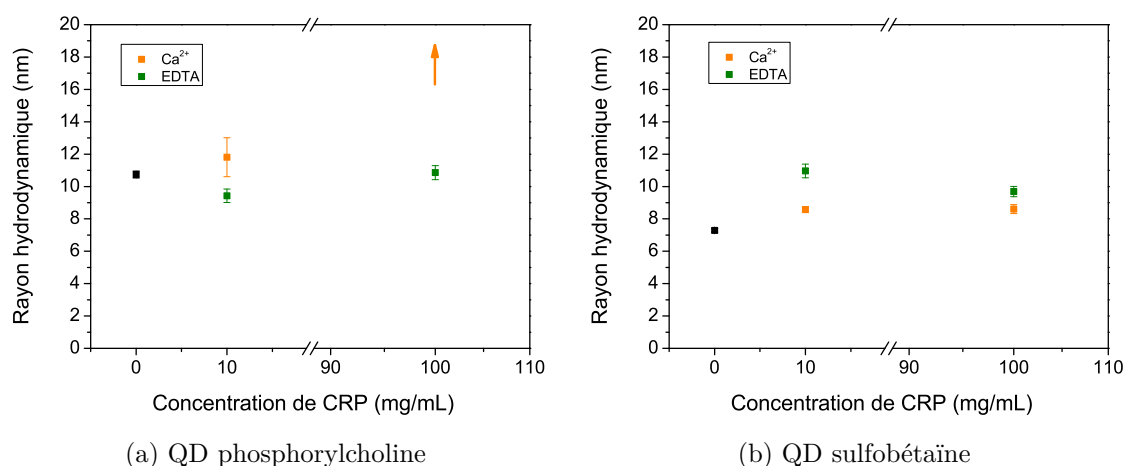 Rayon hydrodynamique (nm)
20
18
16
14
12
10
8
6
4
2
0
Ca²⁺
EDTA
0 10 90 100 110
Concentration de CRP (mg/mL)
(a) QD phosphorylcholine
Rayon hydrodynamique (nm)
20
18
16
14
12
10
8
6
4
2
0
Ca²⁺
EDTA
0 10 90 100 110
Concentration de CRP (mg/mL)
(b) QD sulfobétaïne